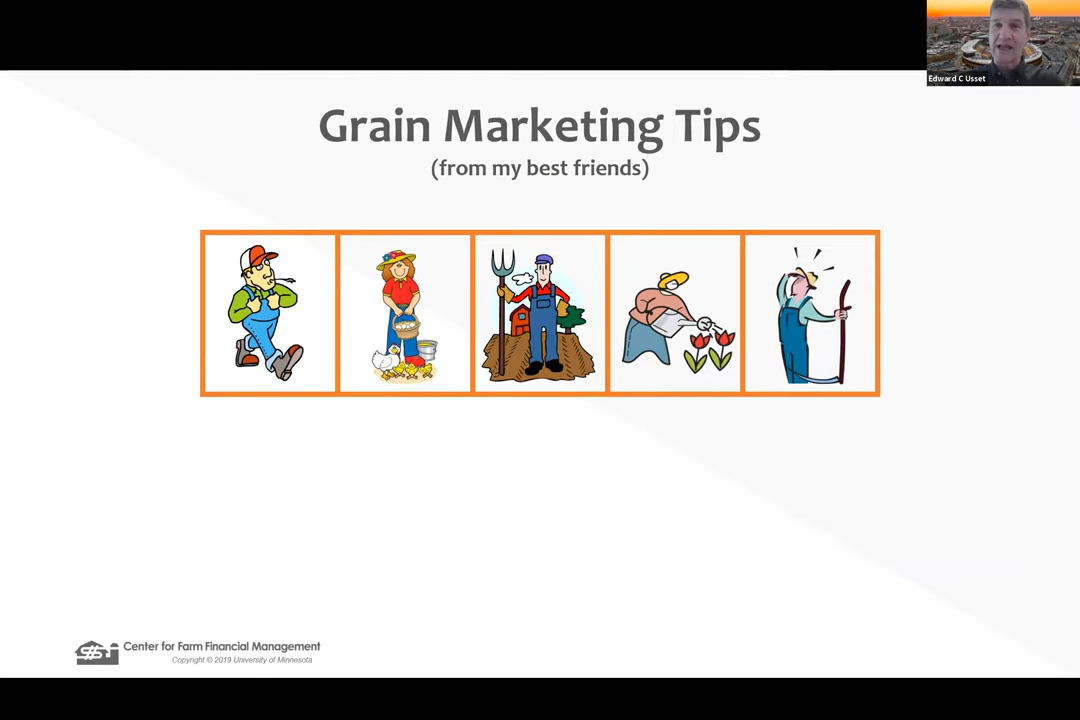 Edward C Usset
Grain Marketing Tips
(from my best friends)
Center for Farm Financial Management
Copyright © 2019 University of Minnesota